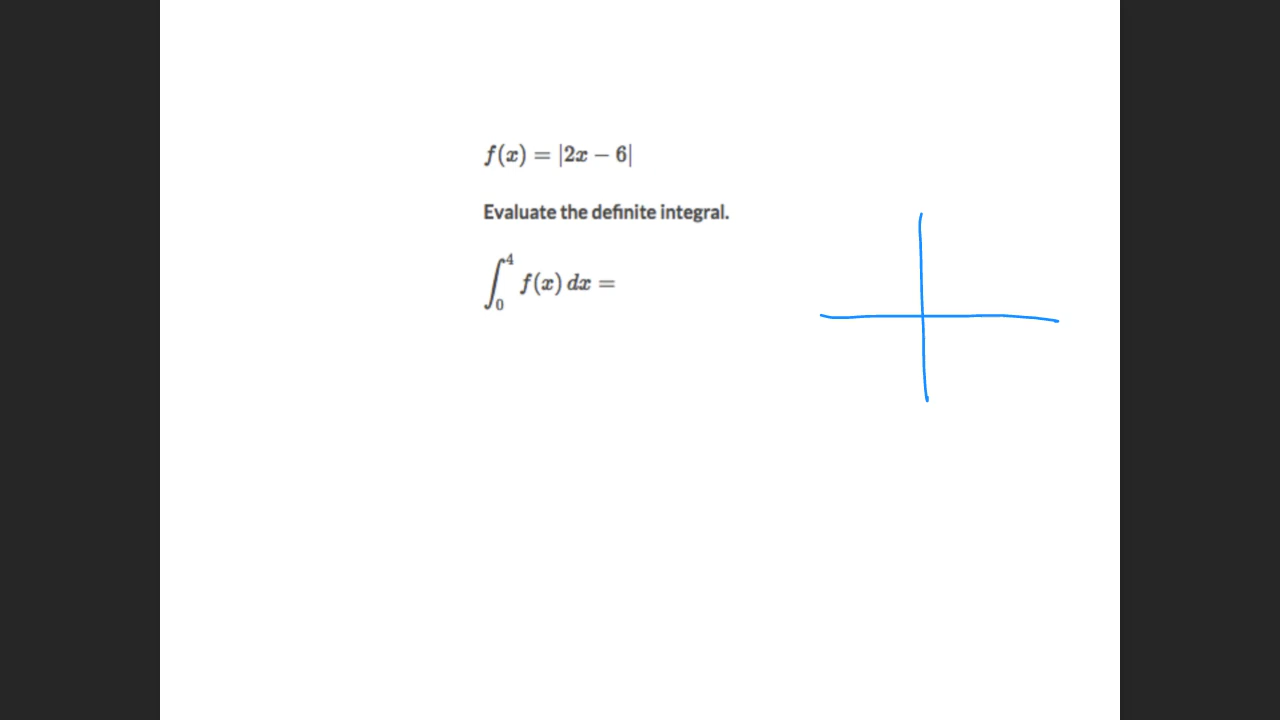 f(x) = |2x − 6|
Evaluate the definite integral.
∫₀⁴ f(x) dx =